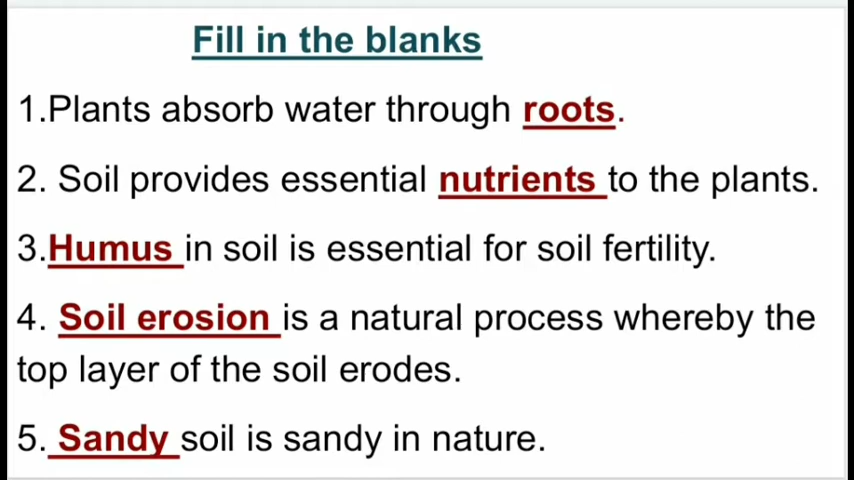 Fill in the blanks
1.Plants absorb water through roots.
2. Soil provides essential nutrients to the plants.
3.Humus in soil is essential for soil fertility.
4. Soil erosion is a natural process whereby the
top layer of the soil erodes.
5. Sandy soil is sandy in nature.